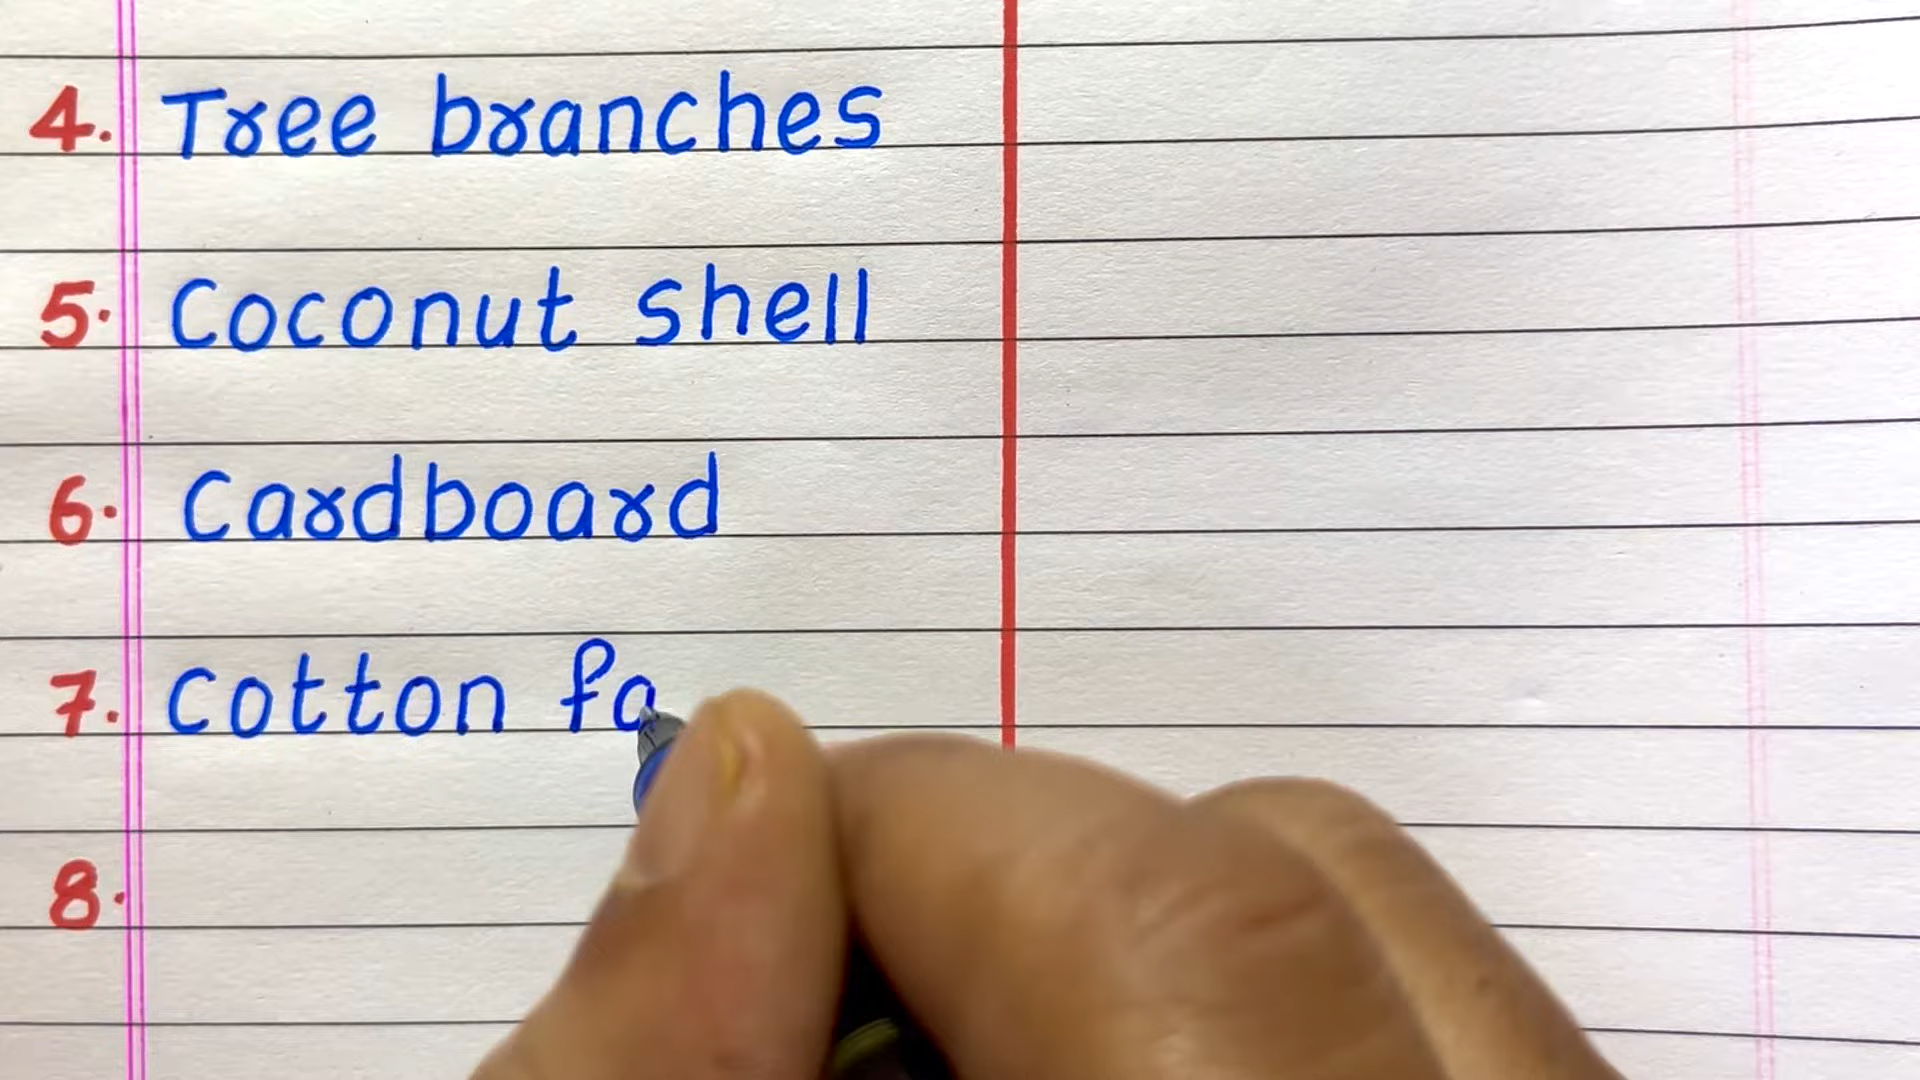 4. Tree branches
5. Coconut shell
6. Cardboard
7. Cotton fa
8.